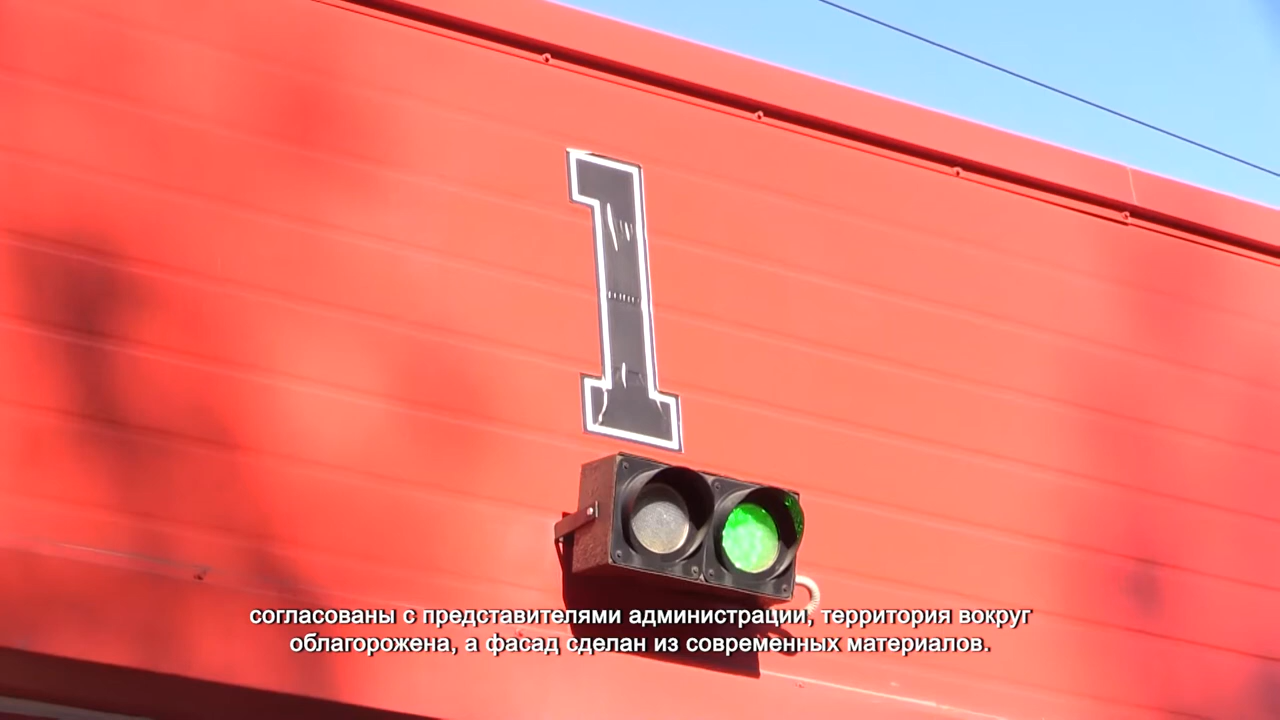 1
согласованы с представителями администрации, территория вокруг
облагорожена, а фасад сделан из современных материалов.